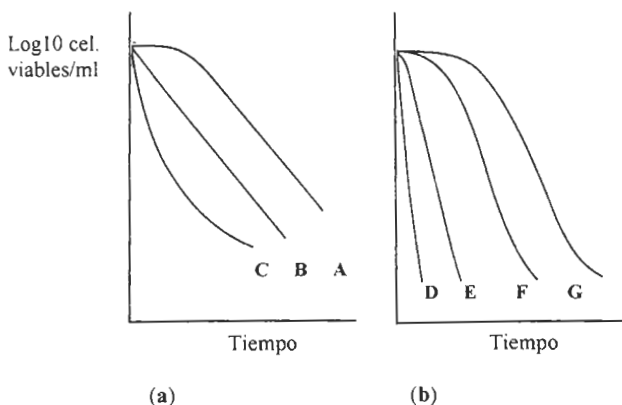 Log10 cel.
viables/ml
C B A
D E F G
Tiempo
Tiempo
(a)
(b)